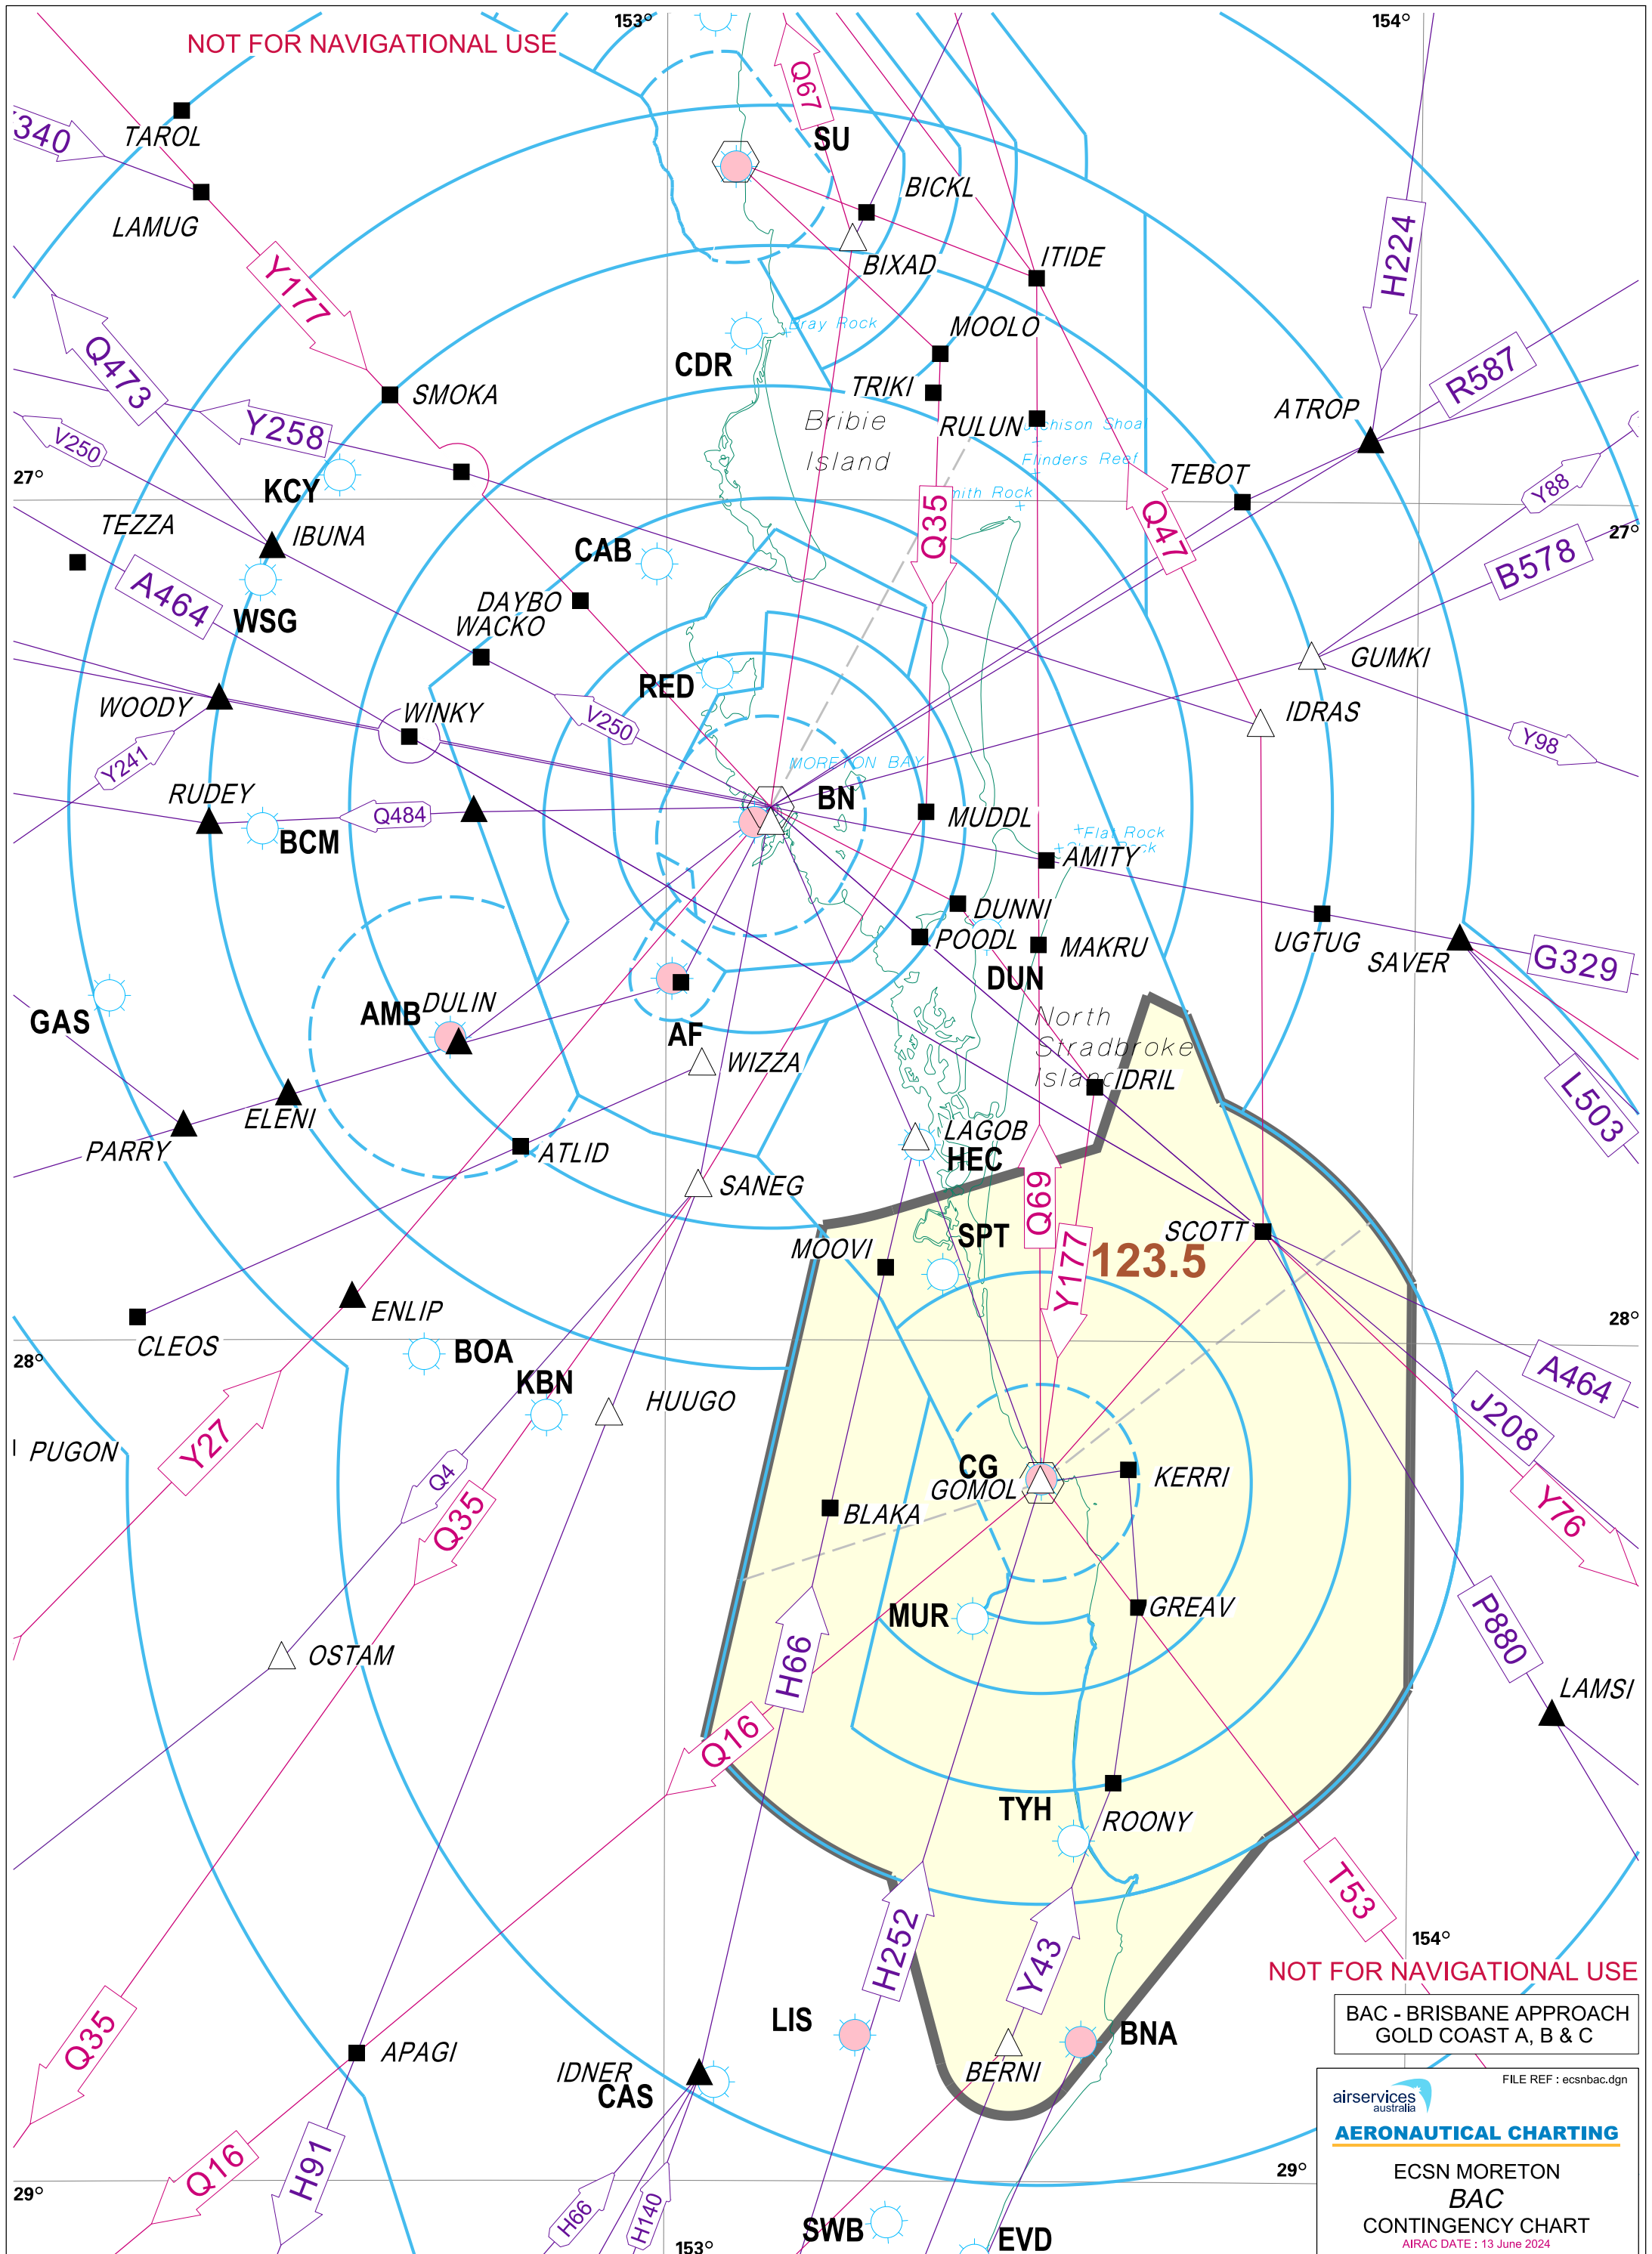 153°
154°
NOT FOR NAVIGATIONAL USE
Q67
TAROL
340
SU
LAMUG
BICKL
BIXAD
ITIDE
H224
Y177
Bray Rock
MOOLO
Q473
CDR
TRIKI
R587
SMOKA
ATROP
Bribie
Island
RULUN
Y258
V250
Flinders Reef
27°
KCY
TEBOT
Y88
TEZZA
IBUNA
Q35
Q47
27°
CAB
B578
A464
WSG
DAYBO
WACKO
GUMKI
RED
WOODY
WINKY
V250
IDRAS
Y98
Y241
MORETON BAY
RUDEY
BN
Q484
MUDDL
BCM
Flat Rock
AMITY
DUNNI
POODL
MAKRU
UGTUG
SAVER
G329
DUN
GAS
AMB
DULIN
North
Stradbroke
Island
AF
WIZZA
IDRIL
L503
ELENI
PARRY
LAGOB
ATLID
HEC
SANEG
Q69
SCOTT
SPT
MOOVI
Y177
123.5
ENLIP
28°
CLEOS
28°
BOA
KBN
A464
HUUGO
J208
PUGON
Y27
Q4
CG
GOMOL
KERRI
Q35
BLAKA
Y76
MUR
GREAV
P880
OSTAM
H66
LAMSI
Q16
TYH
ROONY
T53
H252
Y43
154°
NOT FOR NAVIGATIONAL USE
BAC - BRISBANE APPROACH
GOLD COAST A, B & C
LIS
BNA
Q35
APAGI
IDNER
CAS
BERNI
FILE REF : ecsnbac.dgn
airservices
australia
AERONAUTICAL CHARTING
Q16
H91
29°
29°
ECSN MORETON
BAC
CONTINGENCY CHART
AIRAC DATE : 13 June 2024
H66
H140
SWB
EVD
153°